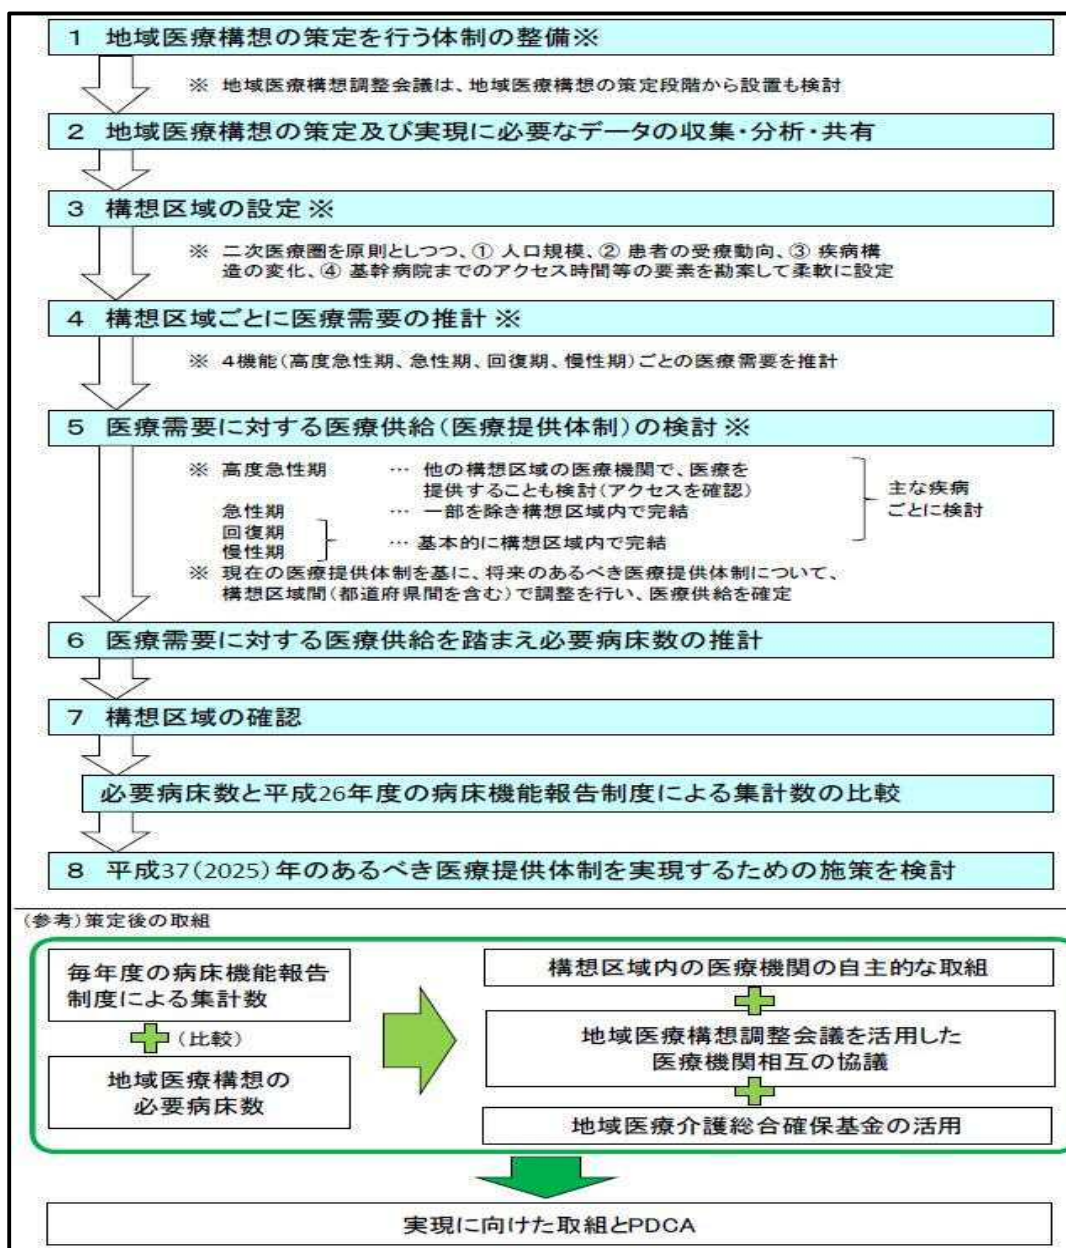 1 地域医療構想の策定を行う体制の整備※
※ 地域医療構想調整会議は、地域医療構想の策定段階から設置も検討
2 地域医療構想の策定及び実現に必要なデータの収集・分析・共有
3 構想区域の設定※
※ 二次医療圏を原則としつつ、① 人口規模、② 患者の受療動向、③ 疾病構
造の変化、④ 基幹病院までのアクセス時間等の要素を勘案して柔軟に設定
4 構想区域ごとに医療需要の推計※
※ 4機能(高度急性期、急性期、回復期、慢性期)ごとの医療需要を推計
5 医療需要に対する医療供給(医療提供体制)の検討※
※ 高度急性期 … 他の構想区域の医療機関で、医療を
提供することも検討(アクセスを確認)
急性期 … 一部を除き構想区域内で完結
回復期
慢性期 … 基本的に構想区域内で完結
主な疾病
ごとに検討
※ 現在の医療提供体制を基に、将来のあるべき医療提供体制について、
構想区域間(都道府県間を含む)で調整を行い、医療供給を確定
6 医療需要に対する医療供給を踏まえ必要病床数の推計
7 構想区域の確認
必要病床数と平成26年度の病床機能報告制度による集計数の比較
8 平成37(2025)年のあるべき医療提供体制を実現するための施策を検討
(参考)策定後の取組
毎年度の病床機能報告
制度による集計数
(比較)
地域医療構想の
必要病床数
構想区域内の医療機関の自主的な取組
地域医療構想調整会議を活用した
医療機関相互の協議
地域医療介護総合確保基金の活用
実現に向けた取組とPDCA